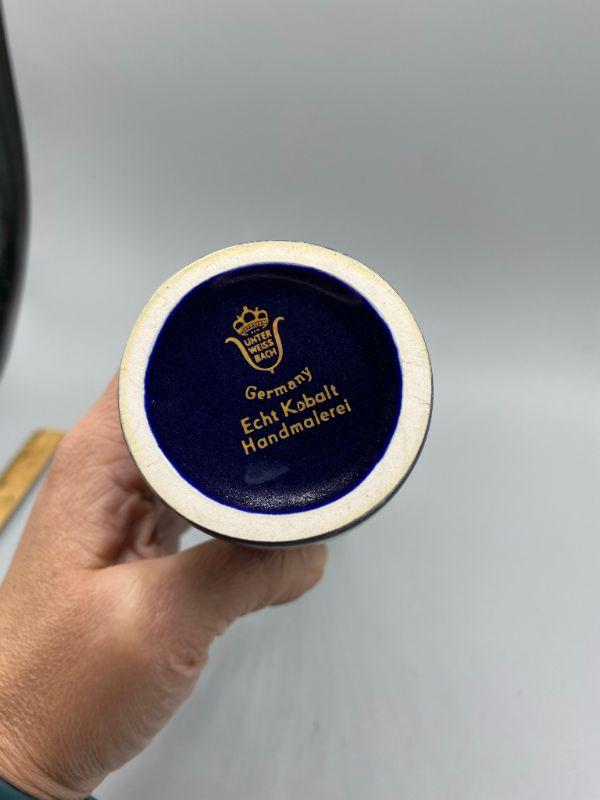 UNTER
WEISS
BACH
Germany
Echt Kobalt
Handmalerei